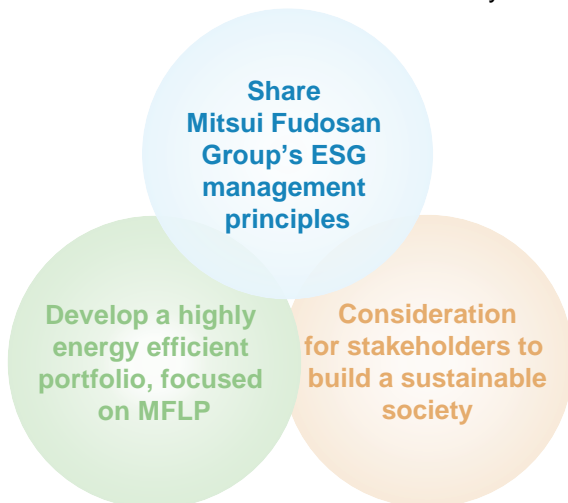 Share
Mitsui Fudosan
Group's ESG
management
principles
Develop a highly
energy efficient
portfolio, focused
on MFLP
Consideration
for stakeholders to
build a sustainable
society